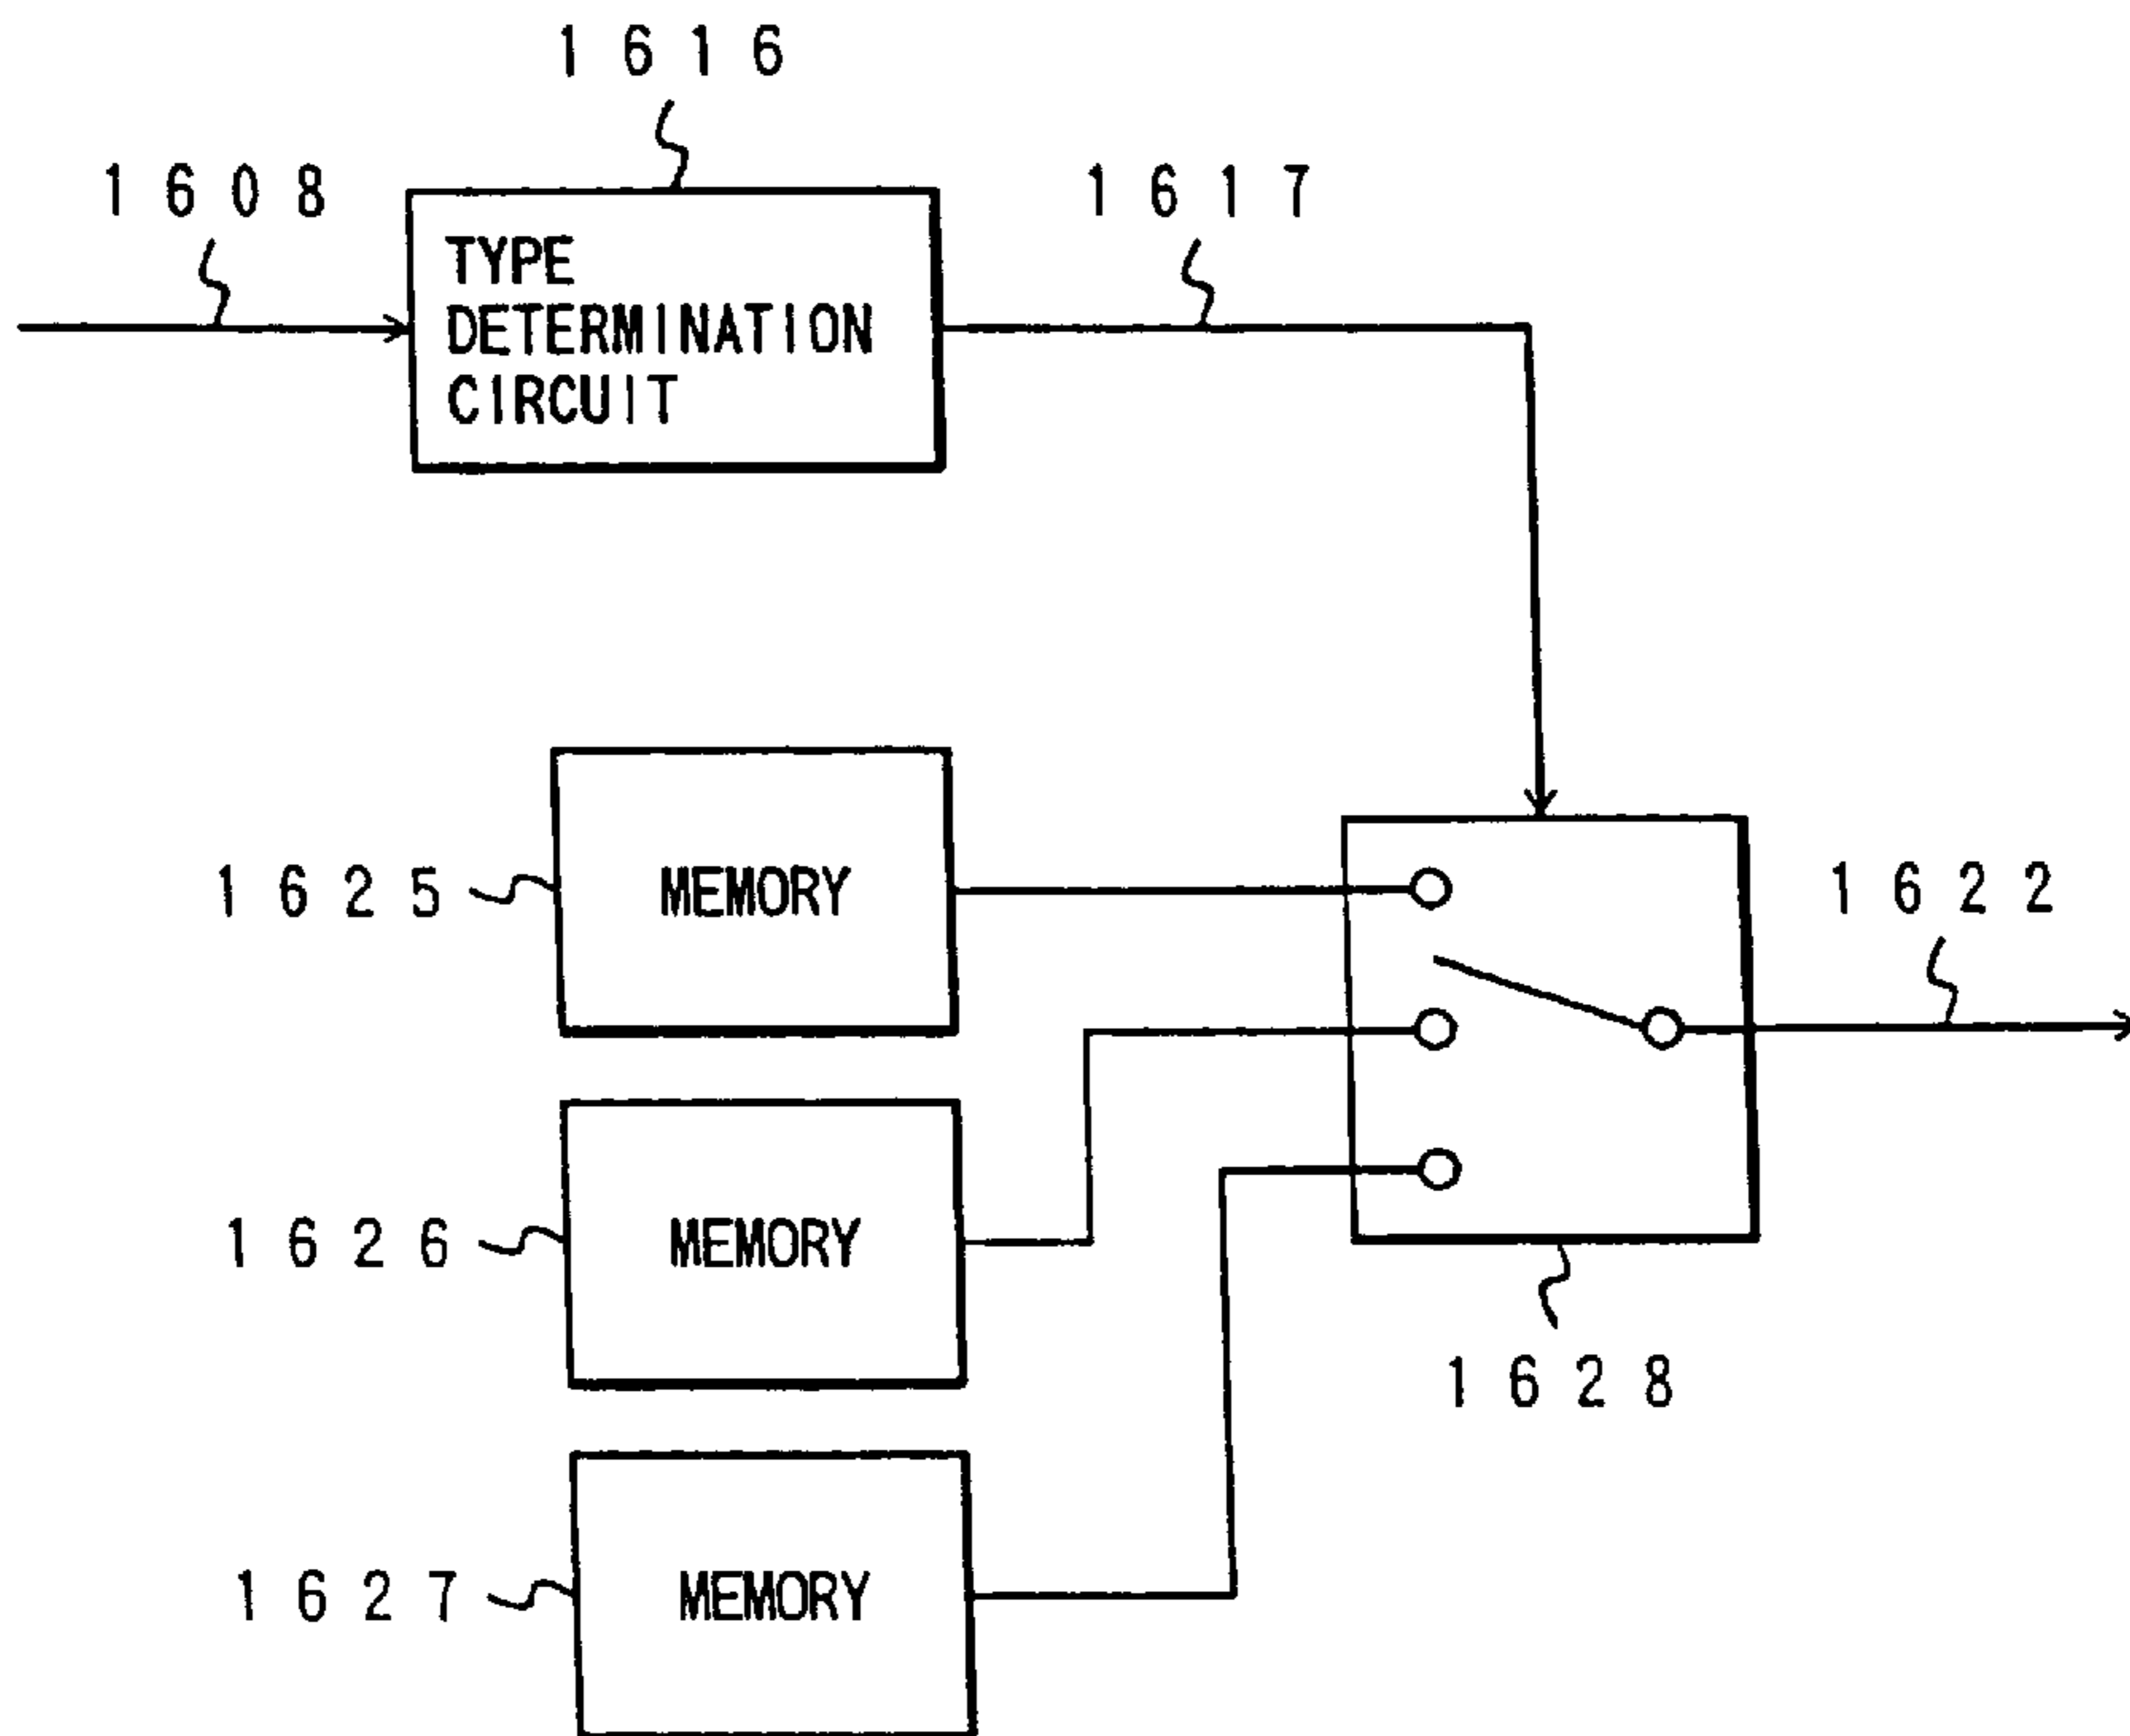 1616
1608
1617
TYPE
DETERMINATION
CIRCUIT
1625
MEMORY
1622
1626
MEMORY
1628
1627
MEMORY